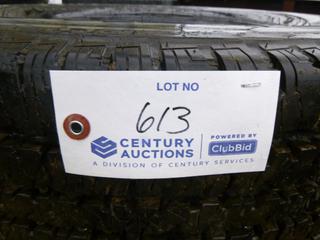 LOT NO
613
CENTURY AUCTIONS POWERED BY ClubBid
A DIVISION OF CENTURY SERVICES